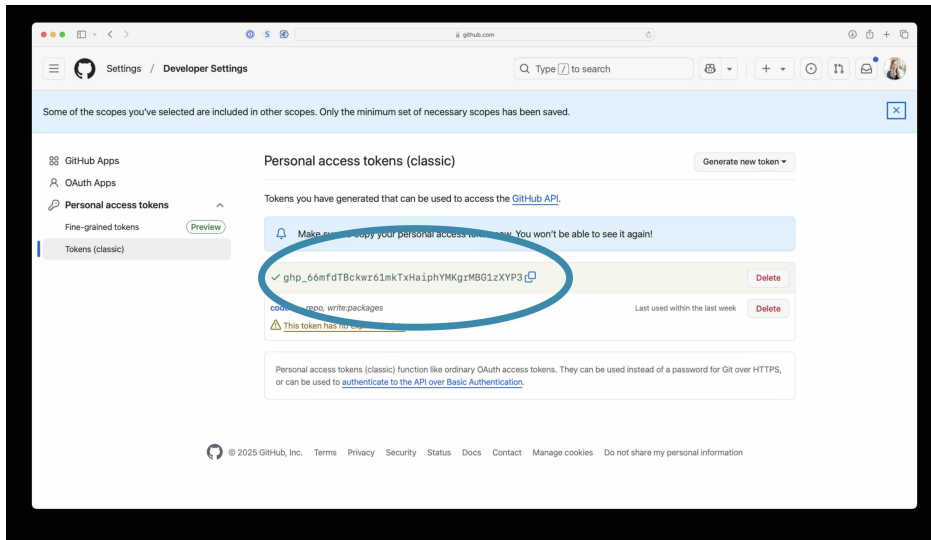 github.com
Settings / Developer Settings
Type / to search
Some of the scopes you've selected are included in other scopes. Only the minimum set of necessary scopes has been saved.
GitHub Apps
OAuth Apps
Personal access tokens
Fine-grained tokens Preview
Tokens (classic)
Personal access tokens (classic)
Generate new token
Tokens you have generated that can be used to access the GitHub API.
Make copy your personal access now. You won't be able to see it again!
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
Delete
repo, write:packages
Last used within the last week
Delete
This token has no
Personal access tokens (classic) function like ordinary OAuth access tokens. They can be used instead of a password for Git over HTTPS,
or can be used to authenticate to the API over Basic Authentication.
© 2025 GitHub, Inc. Terms Privacy Security Status Docs Contact Manage cookies Do not share my personal information